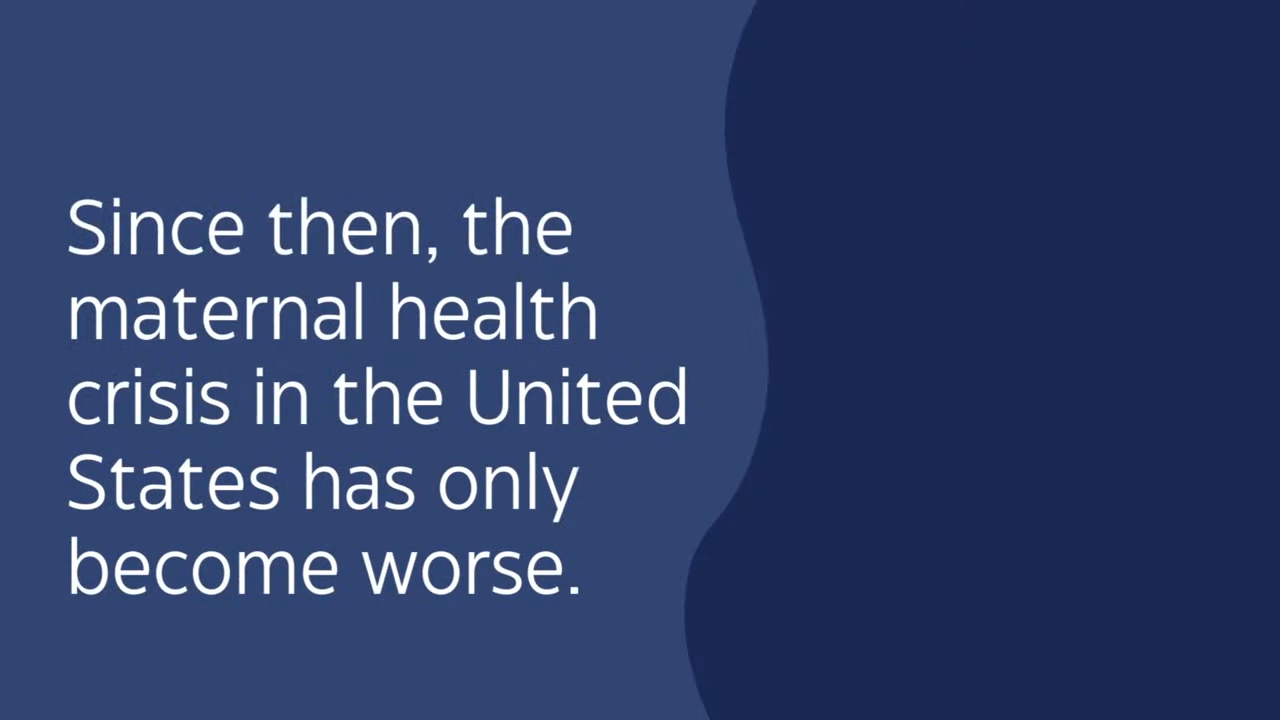 Since then, the
maternal health
crisis in the United
States has only
become worse.